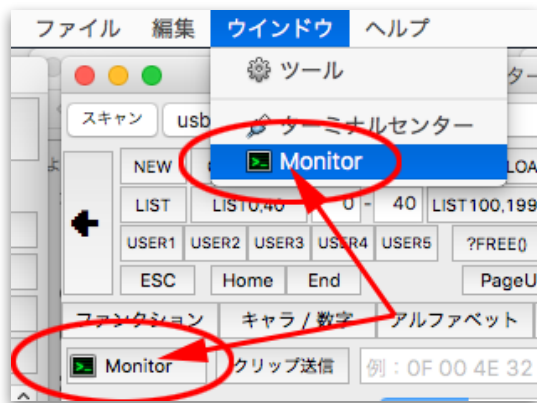 ファイル 編集 ウインドウ ヘルプ
ツール
スキャン usb ターミナルセンター
NEW Monitor LOA
LIST LIST0,40 0 - 40 LIST100,199
USER1 USER2 USER3 USER4 USER5 ?FREE()
ESC Home End PageU
ファンクション キャラ / 数字 アルファベット
Monitor クリップ送信 例：0F 00 4E 32